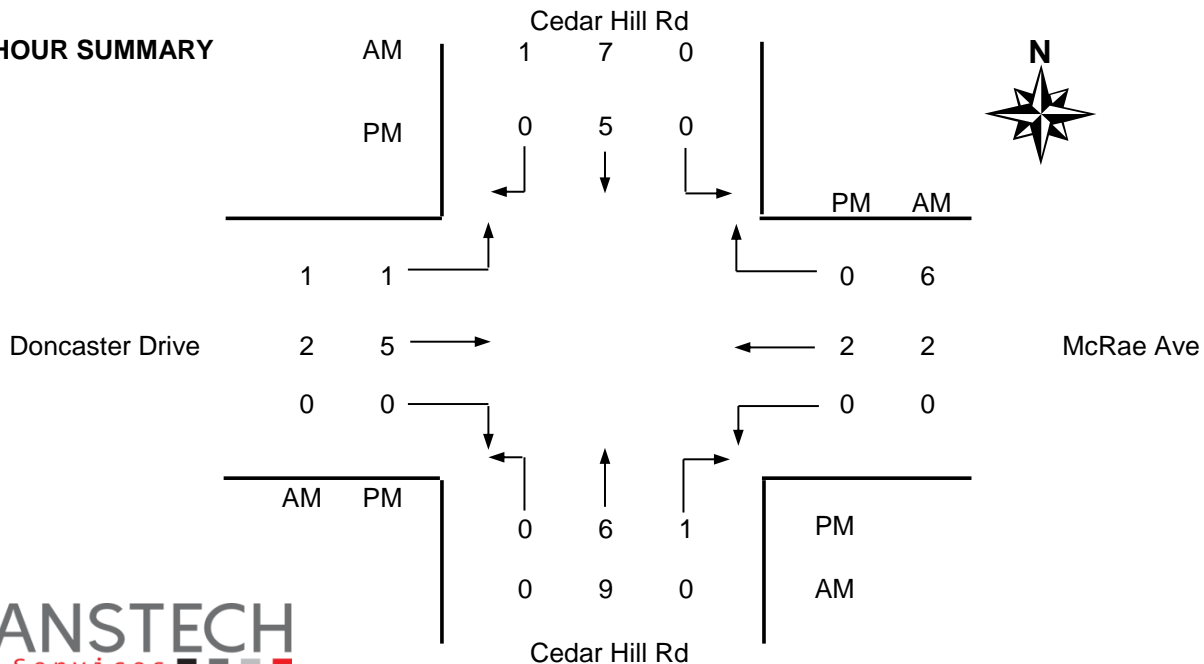 Cedar Hill Rd
HOUR SUMMARY AM 1 7 0 N
PM 0 5 0
PM AM
1 1 0 6
Doncaster Drive 2 5 2 2 McRae Ave
0 0 0 0
AM PM
0 6 1 PM
0 9 0 AM
ANSTECH
Services
Cedar Hill Rd